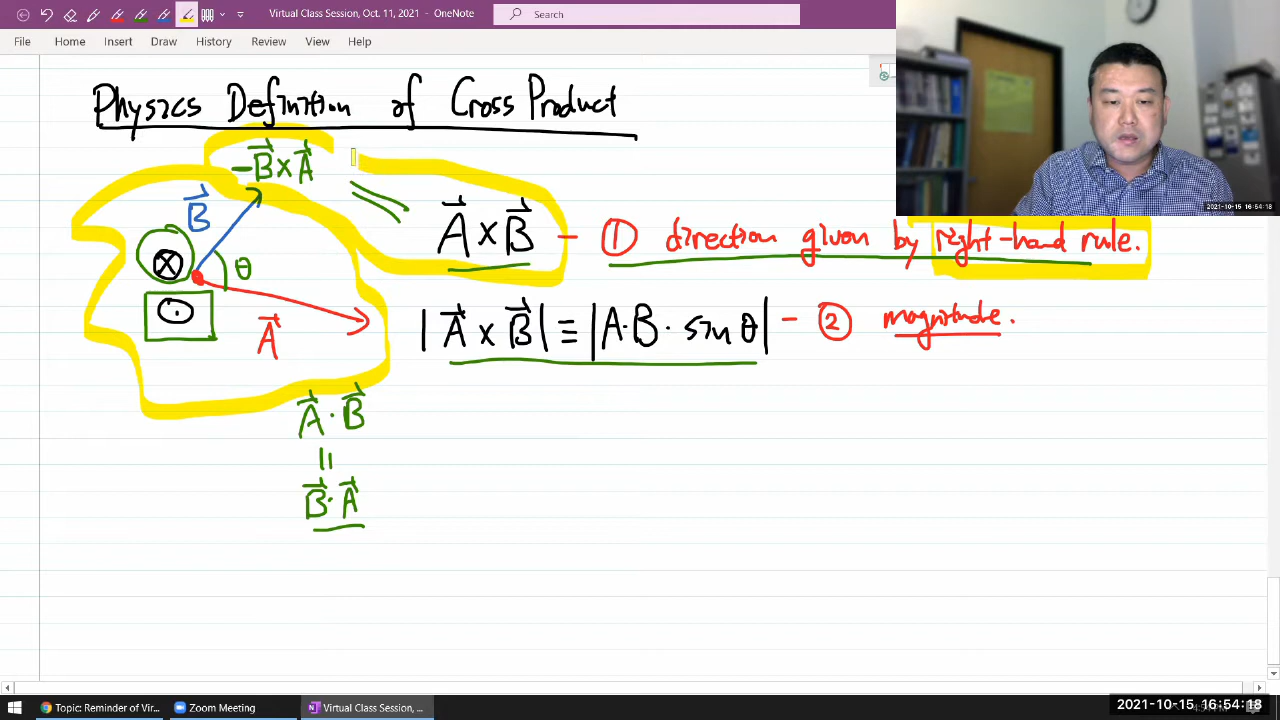 Virtual Class Session, Oct. 11, 2021 - OneNote
Search
File Home Insert Draw History Review View Help
Physics Definition of Cross Product
-B⃗×A⃗
B⃗
A⃗×B⃗ - ① direction given by right-hand rule.
θ
A⃗
|A⃗×B⃗| ≡ |A·B·sinθ| - ② magnitude.
A⃗·B⃗
=
B⃗·A⃗
2021-10-15 16:54:18
Topic: Reminder of Vir...
Zoom Meeting
Virtual Class Session, ...
2021-10-15 16:54:18